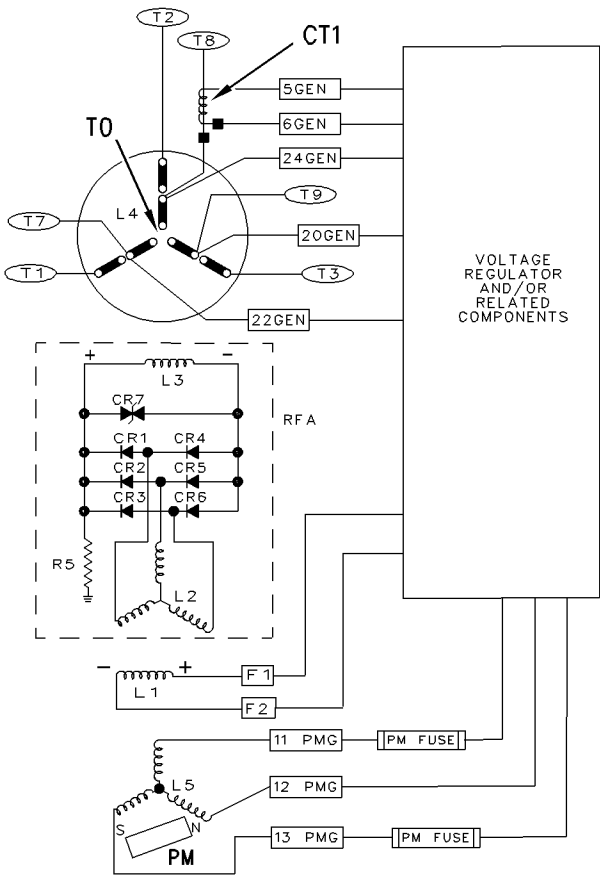 T2
T8
CT1
5GEN
6GEN
T0
24GEN
T9
L4
T7
20GEN
T1
T3
22GEN
VOLTAGE
REGULATOR
AND/OR
RELATED
COMPONENTS
+ -
L3
CR7
RFA
CR1 CR4
CR2 CR5
CR3 CR6
R5
L2
- +
F1
L1
F2
11 PMG
PM FUSE
L5
12 PMG
S N
13 PMG
PM FUSE
PM